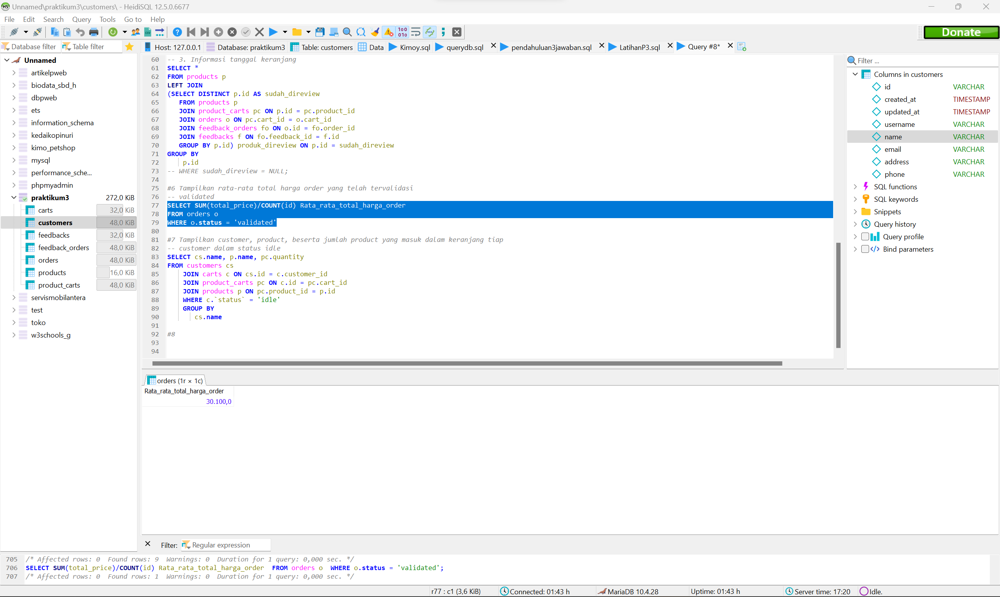 Unnamed\praktikum3\customers\ - HeidiSQL 12.5.0.6677
File Edit Search Query Tools Go to Help
Donate
Database filter Table filter
Host: 127.0.0.1 Database: praktikum3 Table: customers Data Kimoy.sql querydb.sql pendahuluan3jawaban.sql LatihanP3.sql Query #8*
Unnamed
artikelpweb
biodata_sbd_h
dbpweb
ets
information_schema
kedaikopinuri
kimo_petshop
mysql
performance_sche...
phpmyadmin
praktikum3 272,0 KiB
carts 32,0 KiB
customers 48,0 KiB
feedbacks 32,0 KiB
feedback_orders 48,0 KiB
orders 48,0 KiB
products 16,0 KiB
product_carts 48,0 KiB
servismobilantera
test
toko
w3schools_g
60 -- 3. Informasi tanggal keranjang
61 SELECT *
62 FROM products p
63 LEFT JOIN
64 (SELECT DISTINCT p.id AS sudah_direview
65 FROM products p
66 JOIN product_carts pc ON p.id = pc.product_id
67 JOIN orders o ON pc.cart_id = o.cart_id
68 JOIN feedback_orders fo ON o.id = fo.order_id
69 JOIN feedbacks f ON fo.feedback_id = f.id
70 GROUP BY p.id) produk_direview ON p.id = sudah_direview
71 GROUP BY
72 p.id
73 -- WHERE sudah_direview = NULL;
74
75 #6 Tampilkan rata-rata total harga order yang telah tervalidasi
76 -- validated
77 SELECT SUM(total_price)/COUNT(id) Rata_rata_total_harga_order
78 FROM orders o
79 WHERE o.status = 'validated'
80
81 #7 Tampilkan customer, product, beserta jumlah product yang masuk dalam keranjang tiap
82 -- customer dalam status idle
83 SELECT cs.name, p.name, pc.quantity
84 FROM customers cs
85 JOIN carts c ON cs.id = c.customer_id
86 JOIN product_carts pc ON c.id = pc.cart_id
87 JOIN products p ON pc.product_id = p.id
88 WHERE c.`status` = 'idle'
89 GROUP BY
90 cs.name
91
92 #8
93
94
Filter ...
Columns in customers
id VARCHAR
created_at TIMESTAMP
updated_at TIMESTAMP
username VARCHAR
name VARCHAR
email VARCHAR
address VARCHAR
phone VARCHAR
SQL functions
SQL keywords
Snippets
Query history
Query profile
Bind parameters
orders (1r × 1c)
Rata_rata_total_harga_order
30.100,0
Filter: Regular expression
705 /* Affected rows: 0 Found rows: 9 Warnings: 0 Duration for 1 query: 0,000 sec. */
706 SELECT SUM(total_price)/COUNT(id) Rata_rata_total_harga_order FROM orders o WHERE o.status = 'validated';
707 /* Affected rows: 0 Found rows: 1 Warnings: 0 Duration for 1 query: 0,000 sec. */
r77 : c1 (3,6 KiB) Connected: 01:43 h MariaDB 10.4.28 Uptime: 01:43 h Server time: 17:20 Idle.